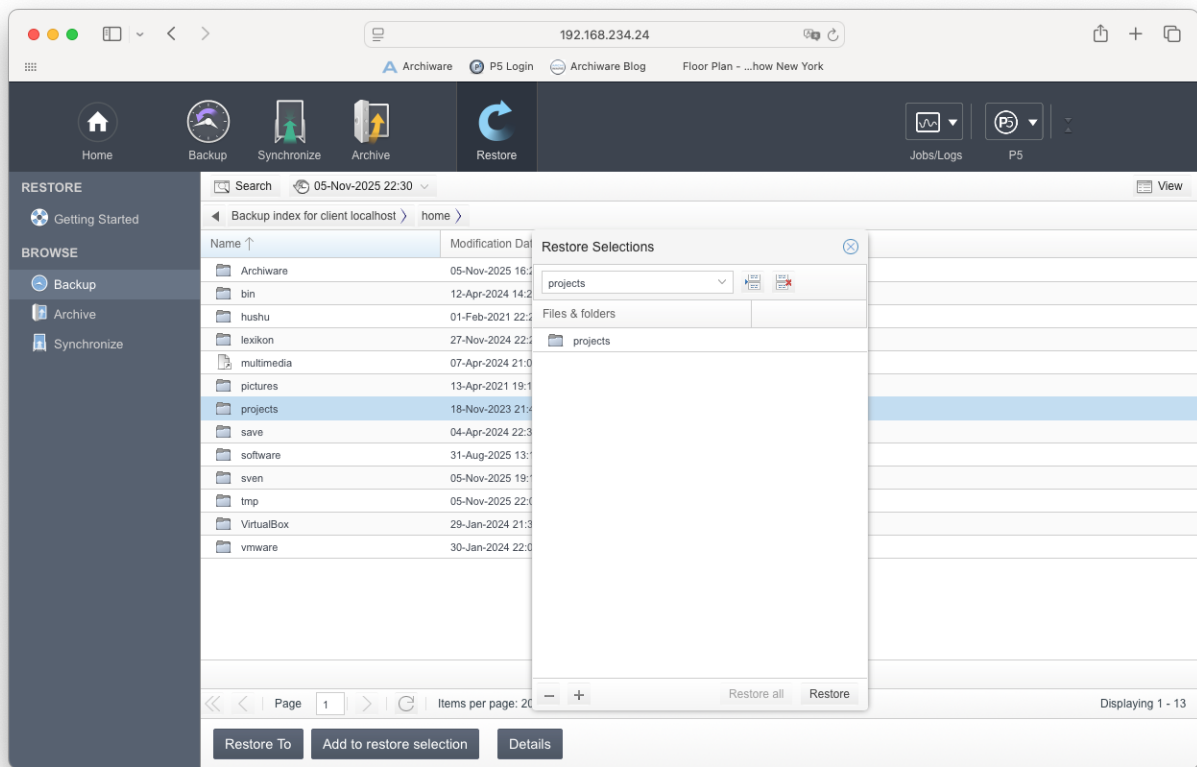 192.168.234.24
Archiware P5 Login Archiware Blog Floor Plan - ...how New York
Home Backup Synchronize Archive Restore Jobs/Logs P5
RESTORE
Getting Started
BROWSE
Backup
Archive
Synchronize
Search 05-Nov-2025 22:30 View
Backup index for client localhost home
Name Modification Dat
Archiware 05-Nov-2025 16:2
bin 12-Apr-2024 14:2
hushu 01-Feb-2021 22:2
lexikon 27-Nov-2024 22:2
multimedia 07-Apr-2024 21:0
pictures 13-Apr-2021 19:1
projects 18-Nov-2023 21:4
save 04-Apr-2024 22:3
software 31-Aug-2025 13:1
sven 05-Nov-2025 19:1
tmp 05-Nov-2025 22:0
VirtualBox 29-Jan-2024 21:3
vmware 30-Jan-2024 22:0
Restore Selections
projects
Files & folders
projects
Restore all Restore
Page 1 Items per page: 20 Displaying 1 - 13
Restore To Add to restore selection Details